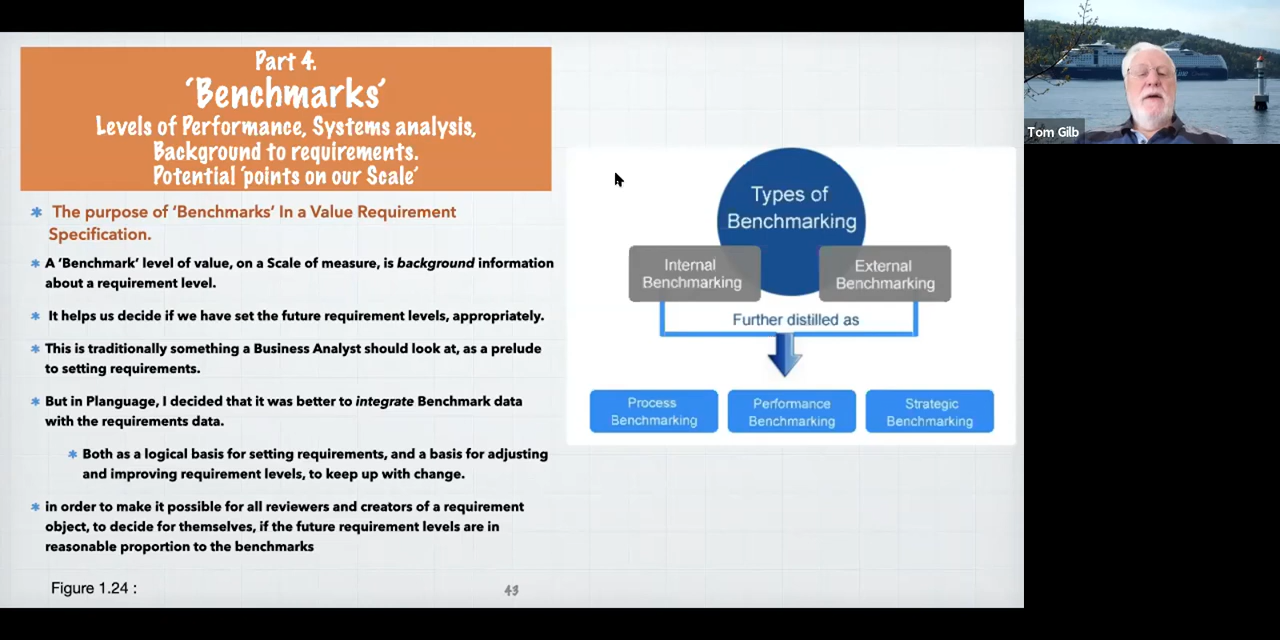 Part 4.
‘Benchmarks’
Levels of Performance, Systems analysis,
Background to requirements.
Potential ‘points on our Scale’
* The purpose of ‘Benchmarks’ In a Value Requirement
Specification.
* A ‘Benchmark’ level of value, on a Scale of measure, is background information
about a requirement level.
* It helps us decide if we have set the future requirement levels, appropriately.
* This is traditionally something a Business Analyst should look at, as a prelude
to setting requirements.
* But in Planguage, I decided that it was better to integrate Benchmark data
with the requirements data.
* Both as a logical basis for setting requirements, and a basis for adjusting
and improving requirement levels, to keep up with change.
* in order to make it possible for all reviewers and creators of a requirement
object, to decide for themselves, if the future requirement levels are in
reasonable proportion to the benchmarks
Figure 1.24 :
43
Types of
Benchmarking
Internal
Benchmarking
External
Benchmarking
Further distilled as
Process
Benchmarking
Performance
Benchmarking
Strategic
Benchmarking
Tom Gilb